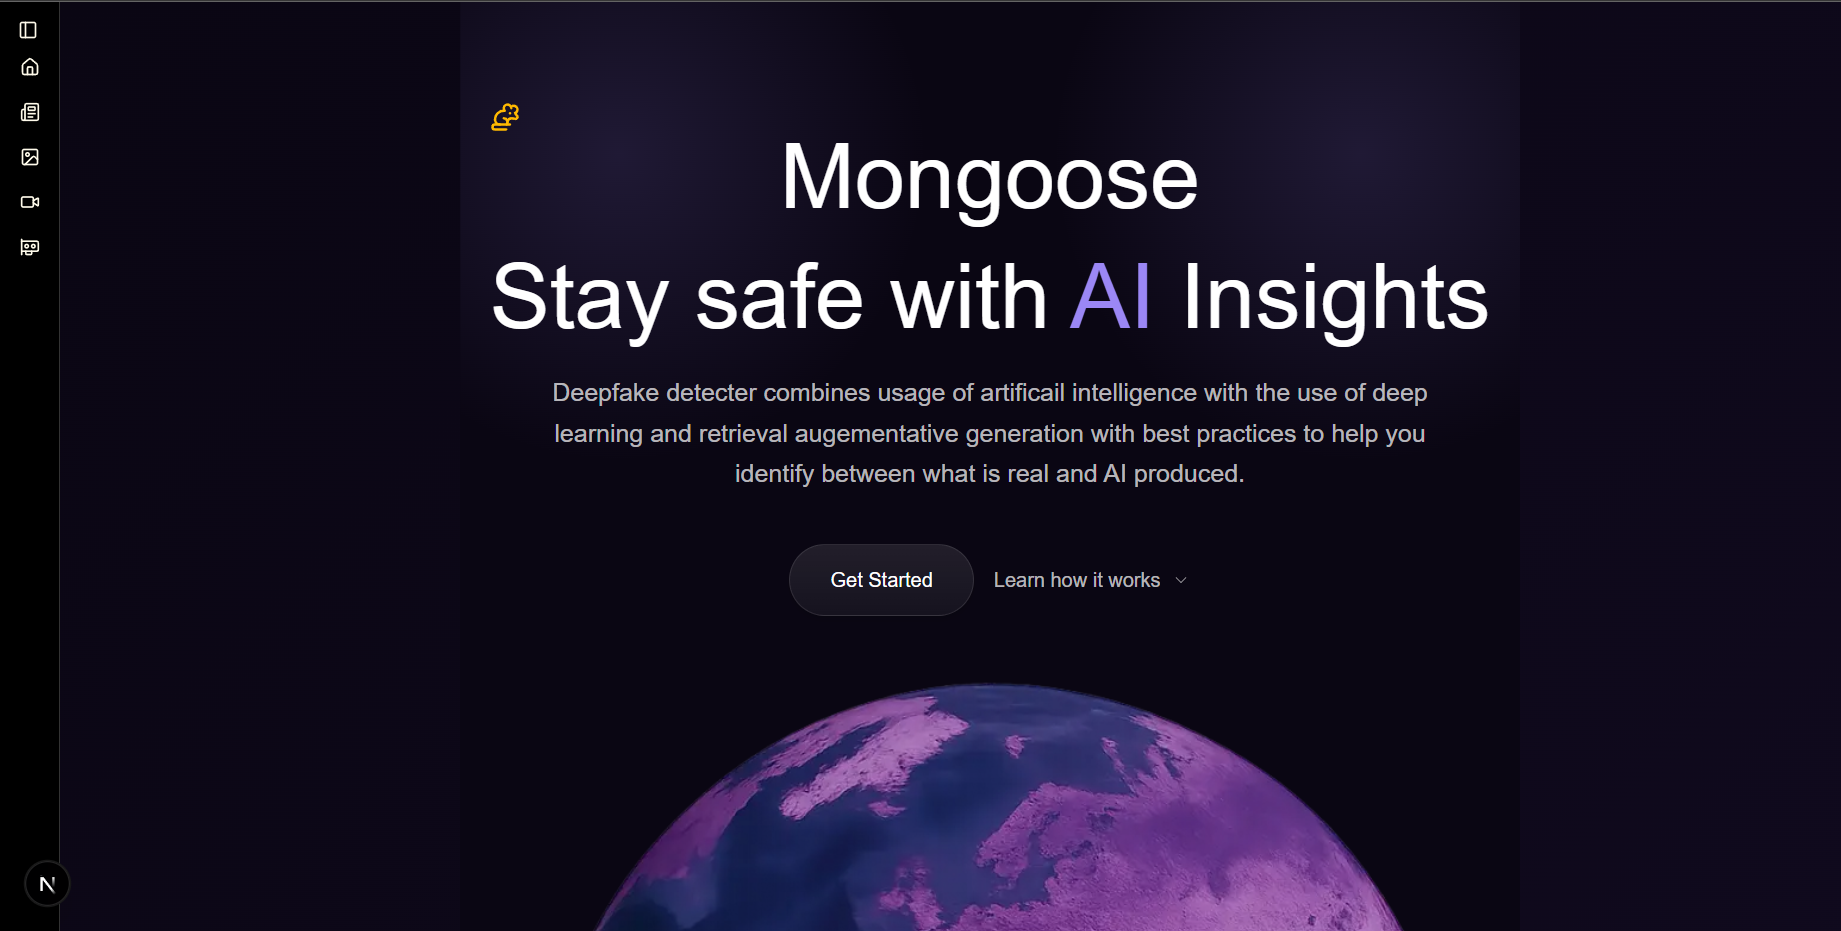 Mongoose
Stay safe with AI Insights
Deepfake detecter combines usage of artificail intelligence with the use of deep
learning and retrieval augementative generation with best practices to help you
identify between what is real and AI produced.
Get Started
Learn how it works
N